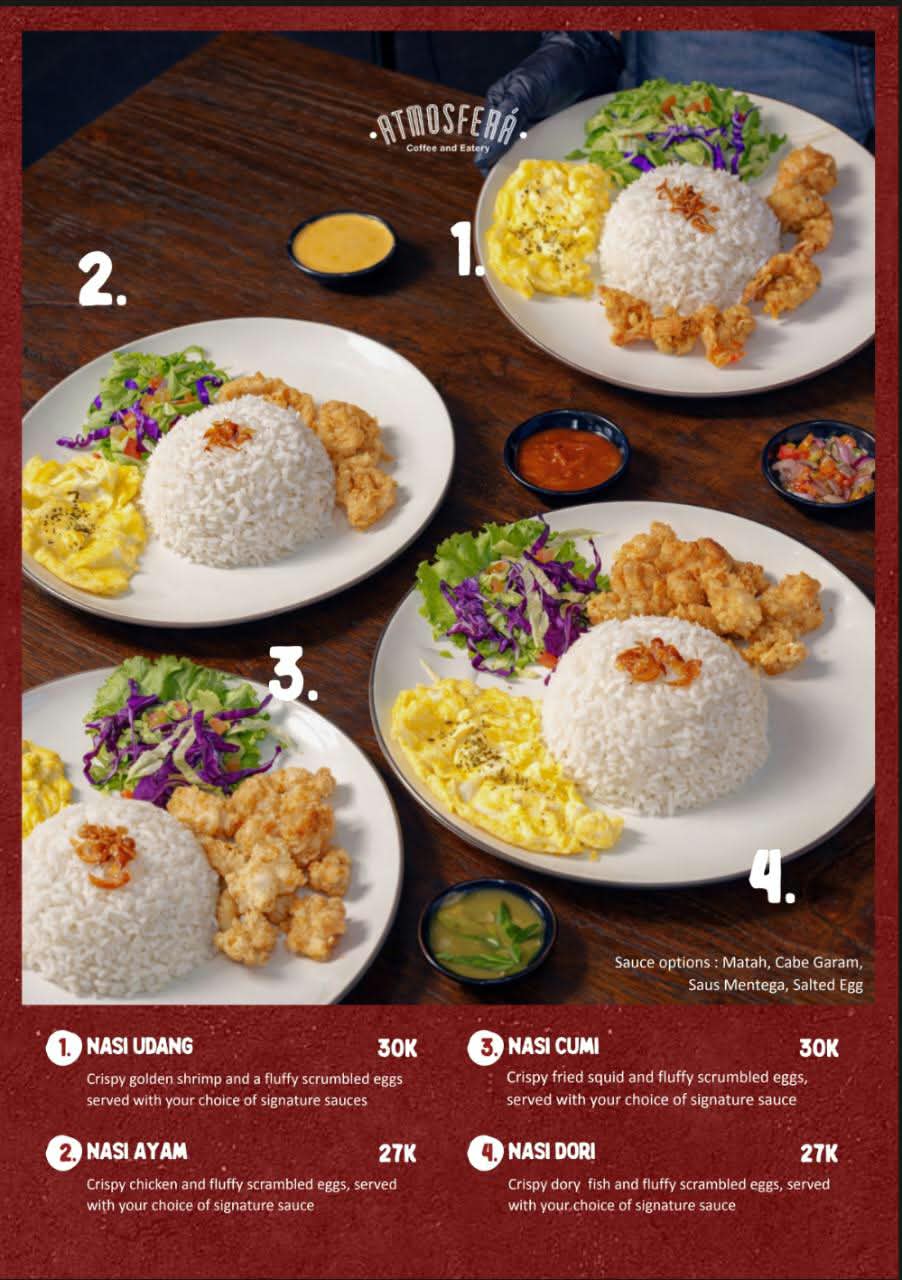 ATMOSFERÁ
Coffee and Eatery
1.
2.
3.
4.
Sauce options : Matah, Cabe Garam,
Saus Mentega, Salted Egg
1. NASI UDANG 30K
Crispy golden shrimp and a fluffy scrumbled eggs
served with your choice of signature sauces
2. NASI AYAM 27K
Crispy chicken and fluffy scrambled eggs, served
with your choice of signature sauce
3. NASI CUMI 30K
Crispy fried squid and fluffy scrumbled eggs,
served with your choice of signature sauce
4. NASI DORI 27K
Crispy dory fish and fluffy scrambled eggs, served
with your choice of signature sauce